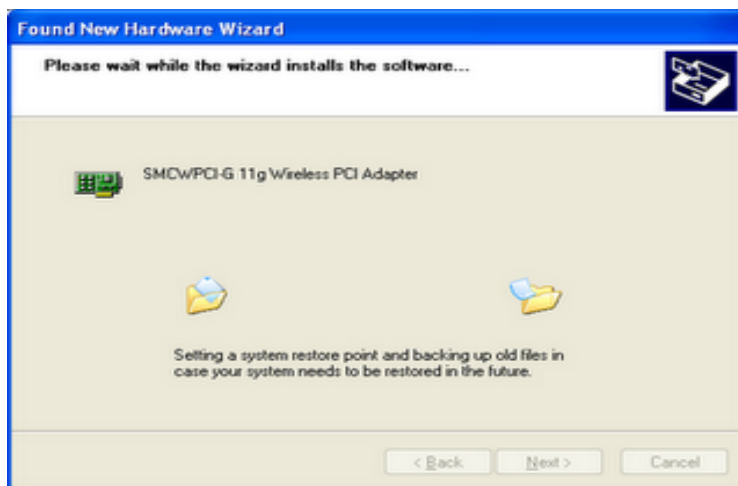 Found New Hardware Wizard
Please wait while the wizard installs the software...
SMCWPCI-G 11g Wireless PCI Adapter
Setting a system restore point and backing up old files in
case your system needs to be restored in the future.
< Back Next > Cancel